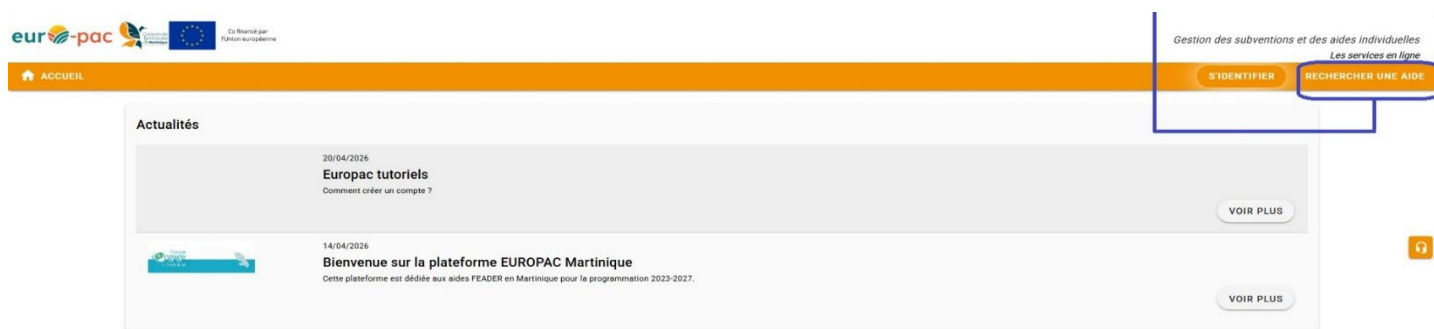 eur-pac
Co financé par
l'Union européenne
Gestion des subventions et des aides individuelles
Les services en ligne
ACCUEIL
S'IDENTIFIER
RECHERCHER UNE AIDE
Actualités
20/04/2026
Europac tutoriels
Comment créer un compte ?
VOIR PLUS
14/04/2026
Bienvenue sur la plateforme EUROPAC Martinique
Cette plateforme est dédiée aux aides FEADER en Martinique pour la programmation 2023-2027.
VOIR PLUS